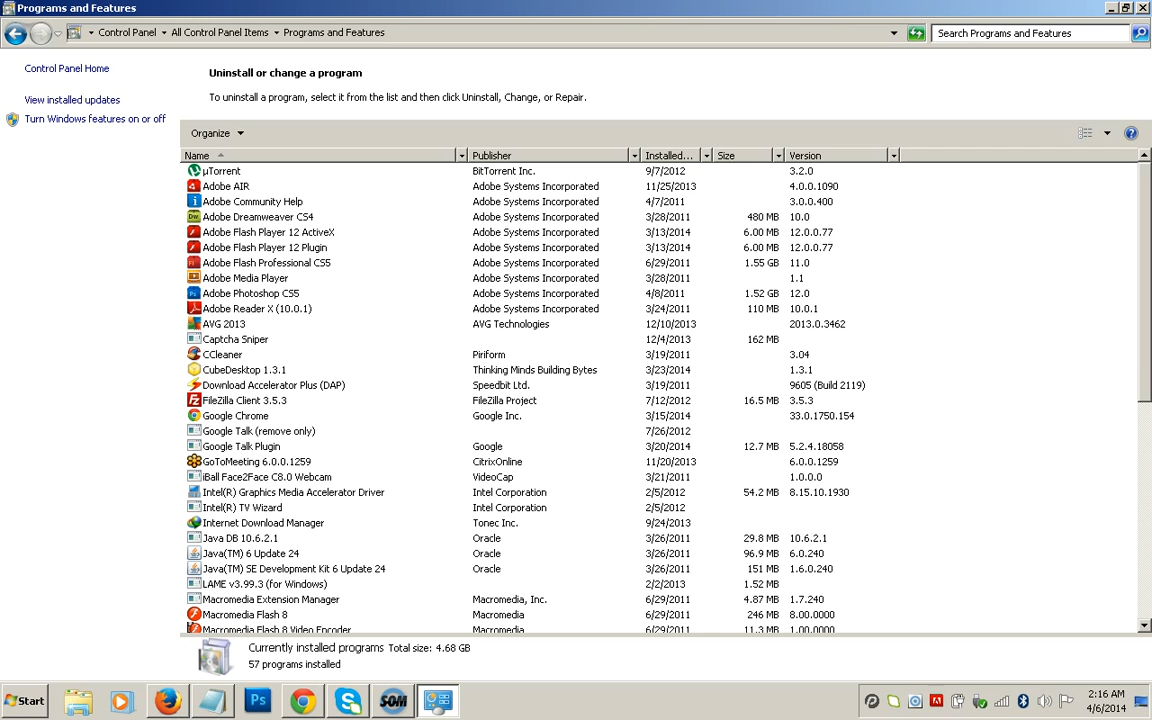 Programs and Features
Control Panel All Control Panel Items Programs and Features Search Programs and Features
Control Panel Home
View installed updates
Turn Windows features on or off
Uninstall or change a program
To uninstall a program, select it from the list and then click Uninstall, Change, or Repair.
Organize
Name Publisher Installed... Size Version
µTorrent BitTorrent Inc. 9/7/2012 3.2.0
Adobe AIR Adobe Systems Incorporated 11/25/2013 4.0.0.1090
Adobe Community Help Adobe Systems Incorporated 4/7/2011 3.0.0.400
Adobe Dreamweaver CS4 Adobe Systems Incorporated 3/28/2011 480 MB 10.0
Adobe Flash Player 12 ActiveX Adobe Systems Incorporated 3/13/2014 6.00 MB 12.0.0.77
Adobe Flash Player 12 Plugin Adobe Systems Incorporated 3/13/2014 6.00 MB 12.0.0.77
Adobe Flash Professional CS5 Adobe Systems Incorporated 6/29/2011 1.55 GB 11.0
Adobe Media Player Adobe Systems Incorporated 3/28/2011 1.1
Adobe Photoshop CS5 Adobe Systems Incorporated 4/8/2011 1.52 GB 12.0
Adobe Reader X (10.0.1) Adobe Systems Incorporated 3/24/2011 110 MB 10.0.1
AVG 2013 AVG Technologies 12/10/2013 2013.0.3462
Captcha Sniper 12/4/2013 162 MB
CCleaner Piriform 3/19/2011 3.04
CubeDesktop 1.3.1 Thinking Minds Building Bytes 3/23/2014 1.3.1
Download Accelerator Plus (DAP) Speedbit Ltd. 3/19/2011 9605 (Build 2119)
FileZilla Client 3.5.3 FileZilla Project 7/12/2012 16.5 MB 3.5.3
Google Chrome Google Inc. 3/15/2014 33.0.1750.154
Google Talk (remove only) 7/26/2012
Google Talk Plugin Google 3/20/2014 12.7 MB 5.2.4.18058
GoToMeeting 6.0.0.1259 CitrixOnline 11/20/2013 6.0.0.1259
iBall Face2Face C8.0 Webcam VideoCap 3/21/2011 1.0.0.0
Intel(R) Graphics Media Accelerator Driver Intel Corporation 2/5/2012 54.2 MB 8.15.10.1930
Intel(R) TV Wizard Intel Corporation 2/5/2012
Internet Download Manager Tonec Inc. 9/24/2013
Java DB 10.6.2.1 Oracle 3/26/2011 29.8 MB 10.6.2.1
Java(TM) 6 Update 24 Oracle 3/26/2011 96.9 MB 6.0.240
Java(TM) SE Development Kit 6 Update 24 Oracle 3/26/2011 151 MB 1.6.0.240
LAME v3.99.3 (for Windows) 2/2/2013 1.52 MB
Macromedia Extension Manager Macromedia, Inc. 6/29/2011 4.87 MB 1.7.240
Macromedia Flash 8 Macromedia 6/29/2011 246 MB 8.00.0000
Macromedia Flash 8 Video Encoder Macromedia 6/29/2011 11.3 MB 1.00.0000
Currently installed programs Total size: 4.68 GB
57 programs installed
Start Ps SOM 2:16 AM
4/6/2014